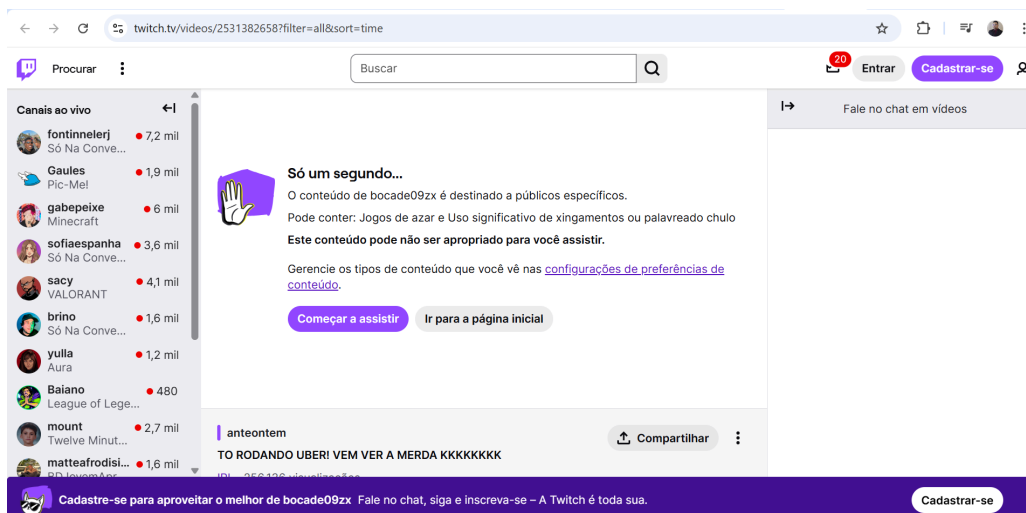 twitch.tv/videos/2531382658?filter=all&sort=time
Procurar
Buscar
20
Entrar
Cadastrar-se
Canais ao vivo
fontinnelerj 7,2 mil
Só Na Conve...
Gaules 1,9 mil
Pic-Me!
gabepeixe 6 mil
Minecraft
sofiaespanha 3,6 mil
Só Na Conve...
sacy 4,1 mil
VALORANT
brino 1,6 mil
Só Na Conve...
yulla 1,2 mil
Aura
Baiano 480
League of Lege...
mount 2,7 mil
Twelve Minut...
matteafrodisi... 1,6 mil
Só um segundo...
O conteúdo de bocade09zx é destinado a públicos específicos.
Pode conter: Jogos de azar e Uso significativo de xingamentos ou palavreado chulo
Este conteúdo pode não ser apropriado para você assistir.
Gerencie os tipos de conteúdo que você vê nas configurações de preferências de
conteúdo.
Começar a assistir
Ir para a página inicial
anteontem
Compartilhar
TO RODANDO UBER! VEM VER A MERDA KKKKKKKK
Fale no chat em vídeos
Cadastre-se para aproveitar o melhor de bocade09zx Fale no chat, siga e inscreva-se – A Twitch é toda sua.
Cadastrar-se